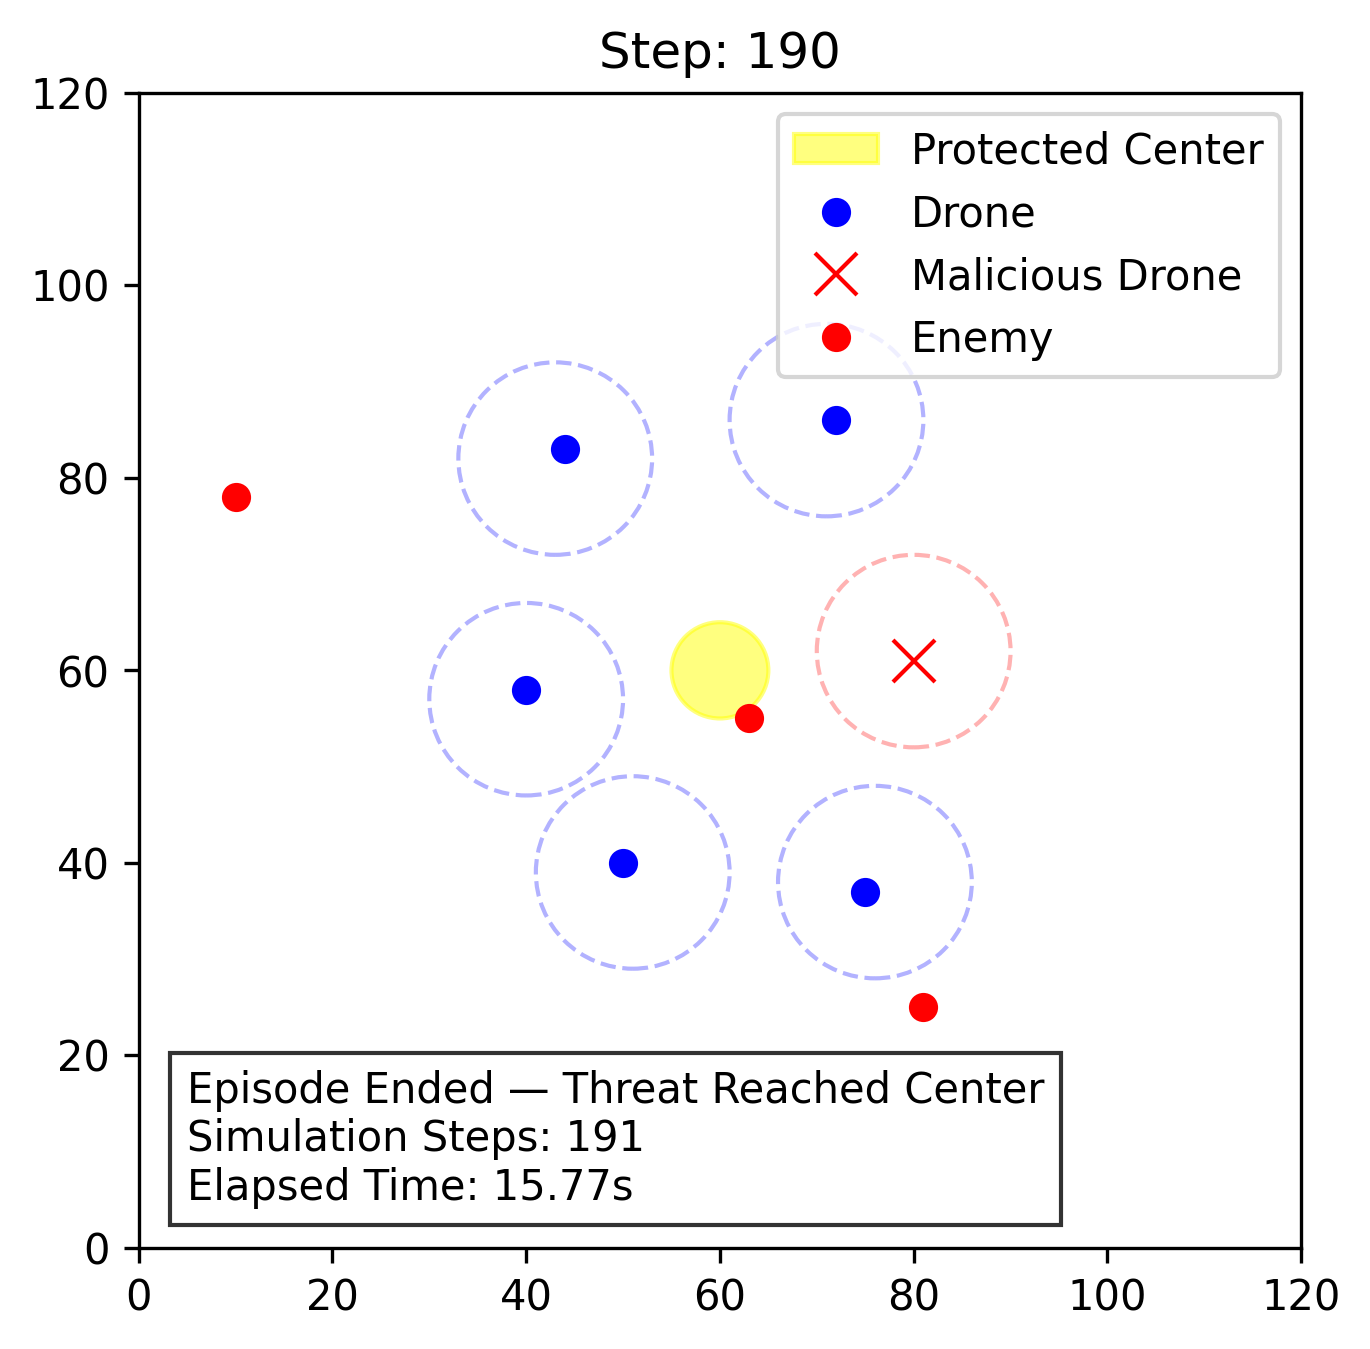 Step: 190
120
100
80
60
40
20
0
Protected Center
Drone
Malicious Drone
Enemy
Episode Ended — Threat Reached Center
Simulation Steps: 191
Elapsed Time: 15.77s
0 20 40 60 80 100 120